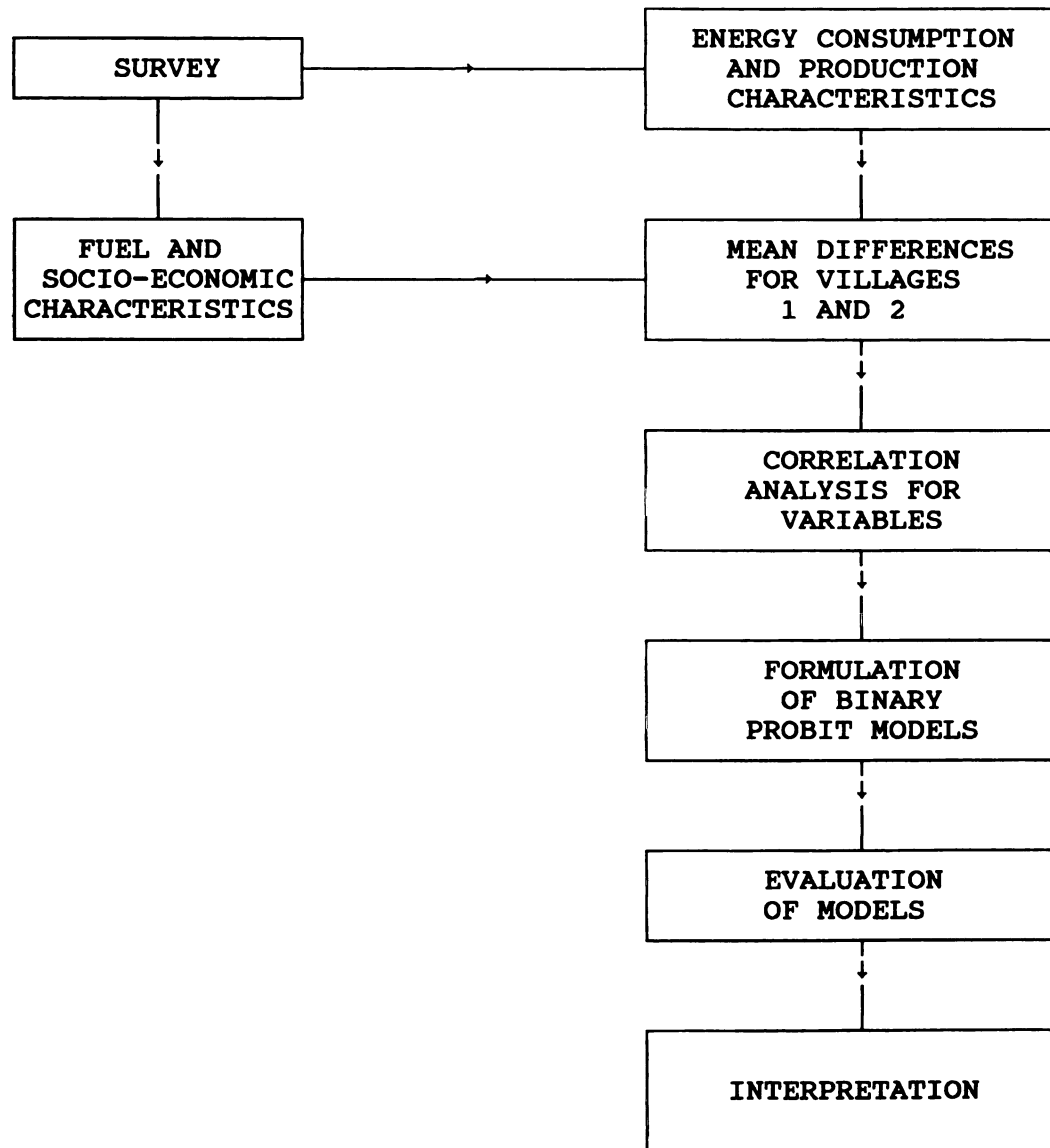 SURVEY
ENERGY CONSUMPTION
AND PRODUCTION
CHARACTERISTICS
FUEL AND
SOCIO-ECONOMIC
CHARACTERISTICS
MEAN DIFFERENCES
FOR VILLAGES
1 AND 2
CORRELATION
ANALYSIS FOR
VARIABLES
FORMULATION
OF BINARY
PROBIT MODELS
EVALUATION
OF MODELS
INTERPRETATION